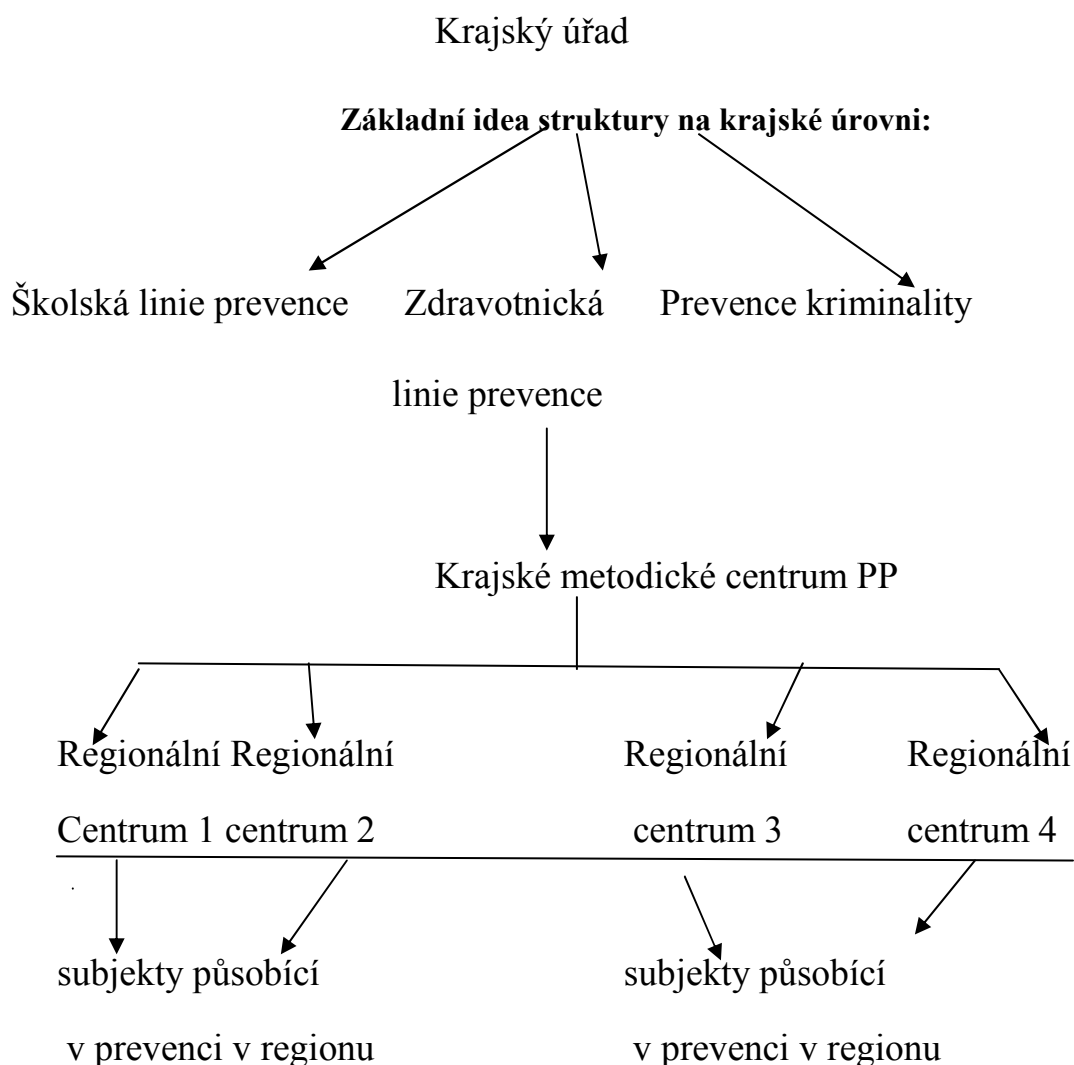 Krajský úřad
Základní idea struktury na krajské úrovni:
Školská linie prevence Zdravotnická Prevence kriminality
linie prevence
Krajské metodické centrum PP
Regionální Regionální Regionální Regionální
Centrum 1 centrum 2 centrum 3 centrum 4
subjekty působící subjekty působící
v prevenci v regionu v prevenci v regionu